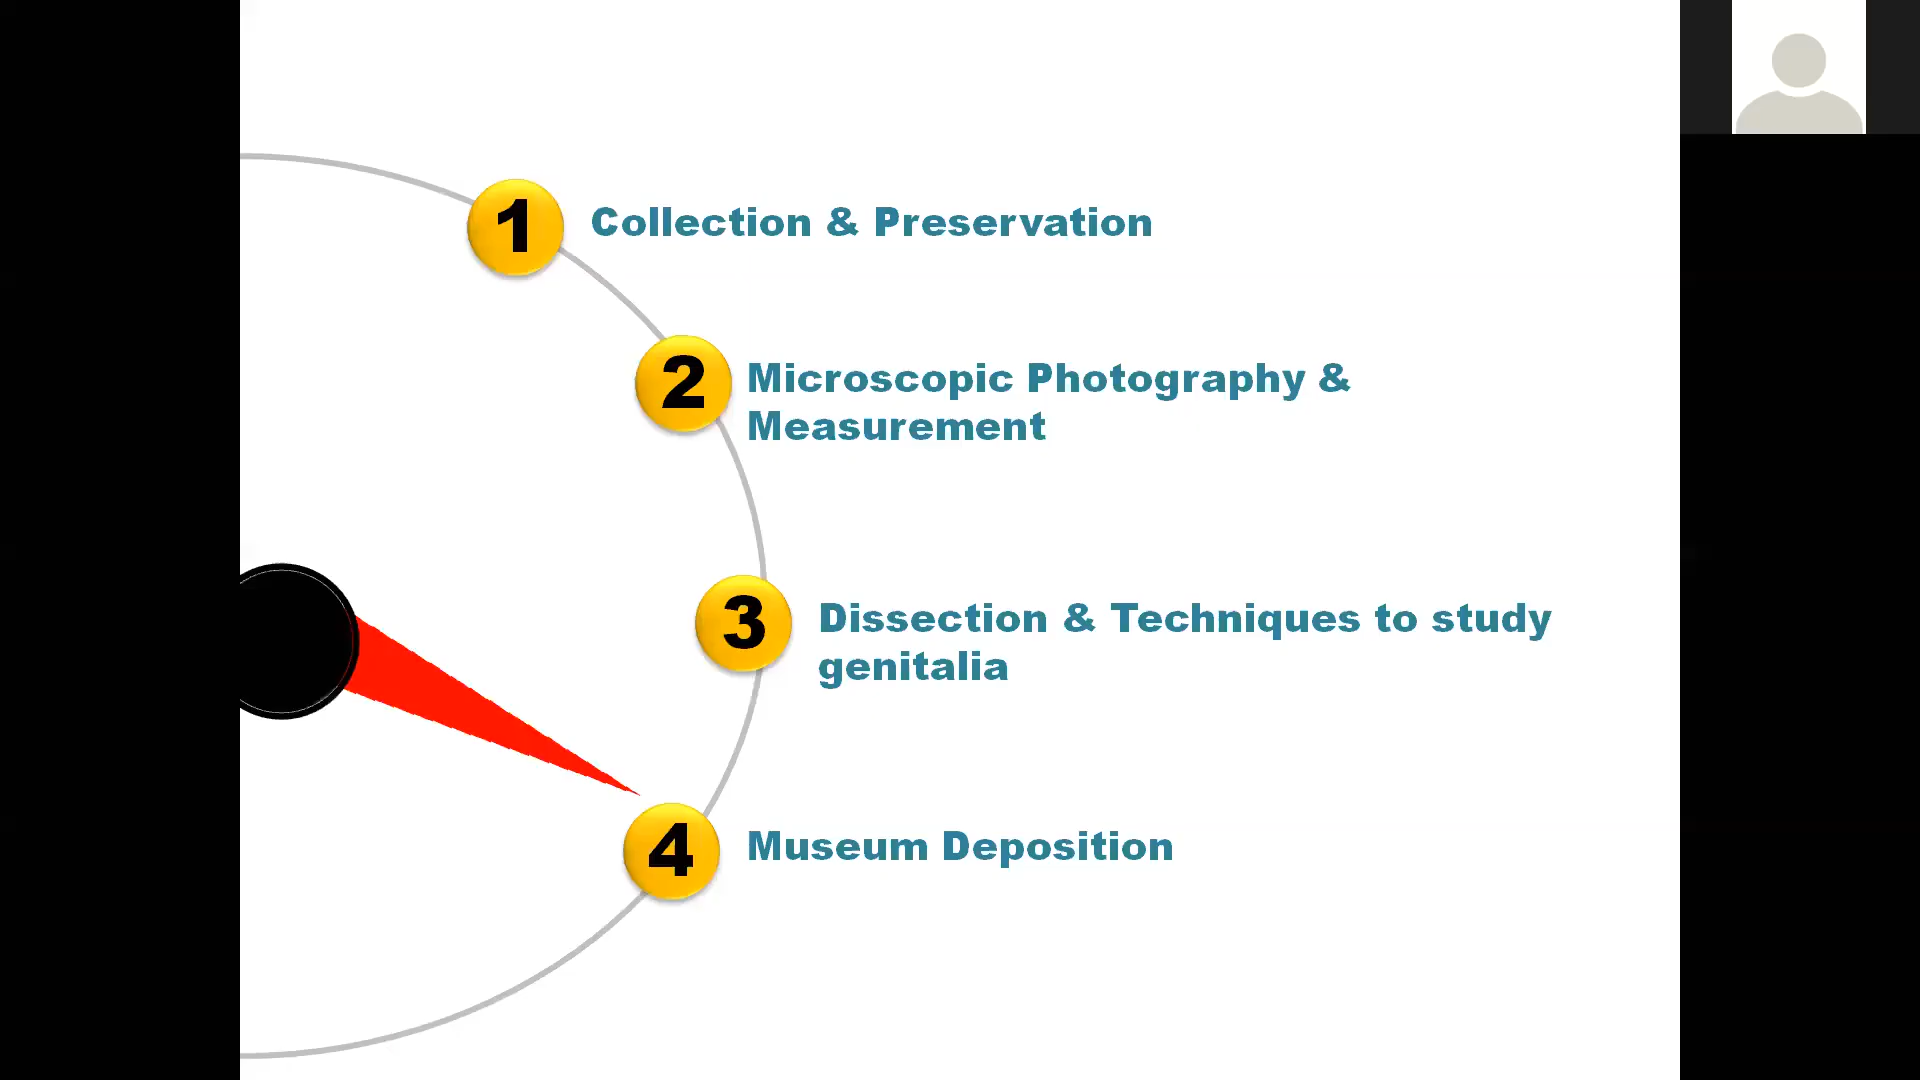 1 Collection & Preservation
2 Microscopic Photography &
Measurement
3 Dissection & Techniques to study
genitalia
4 Museum Deposition